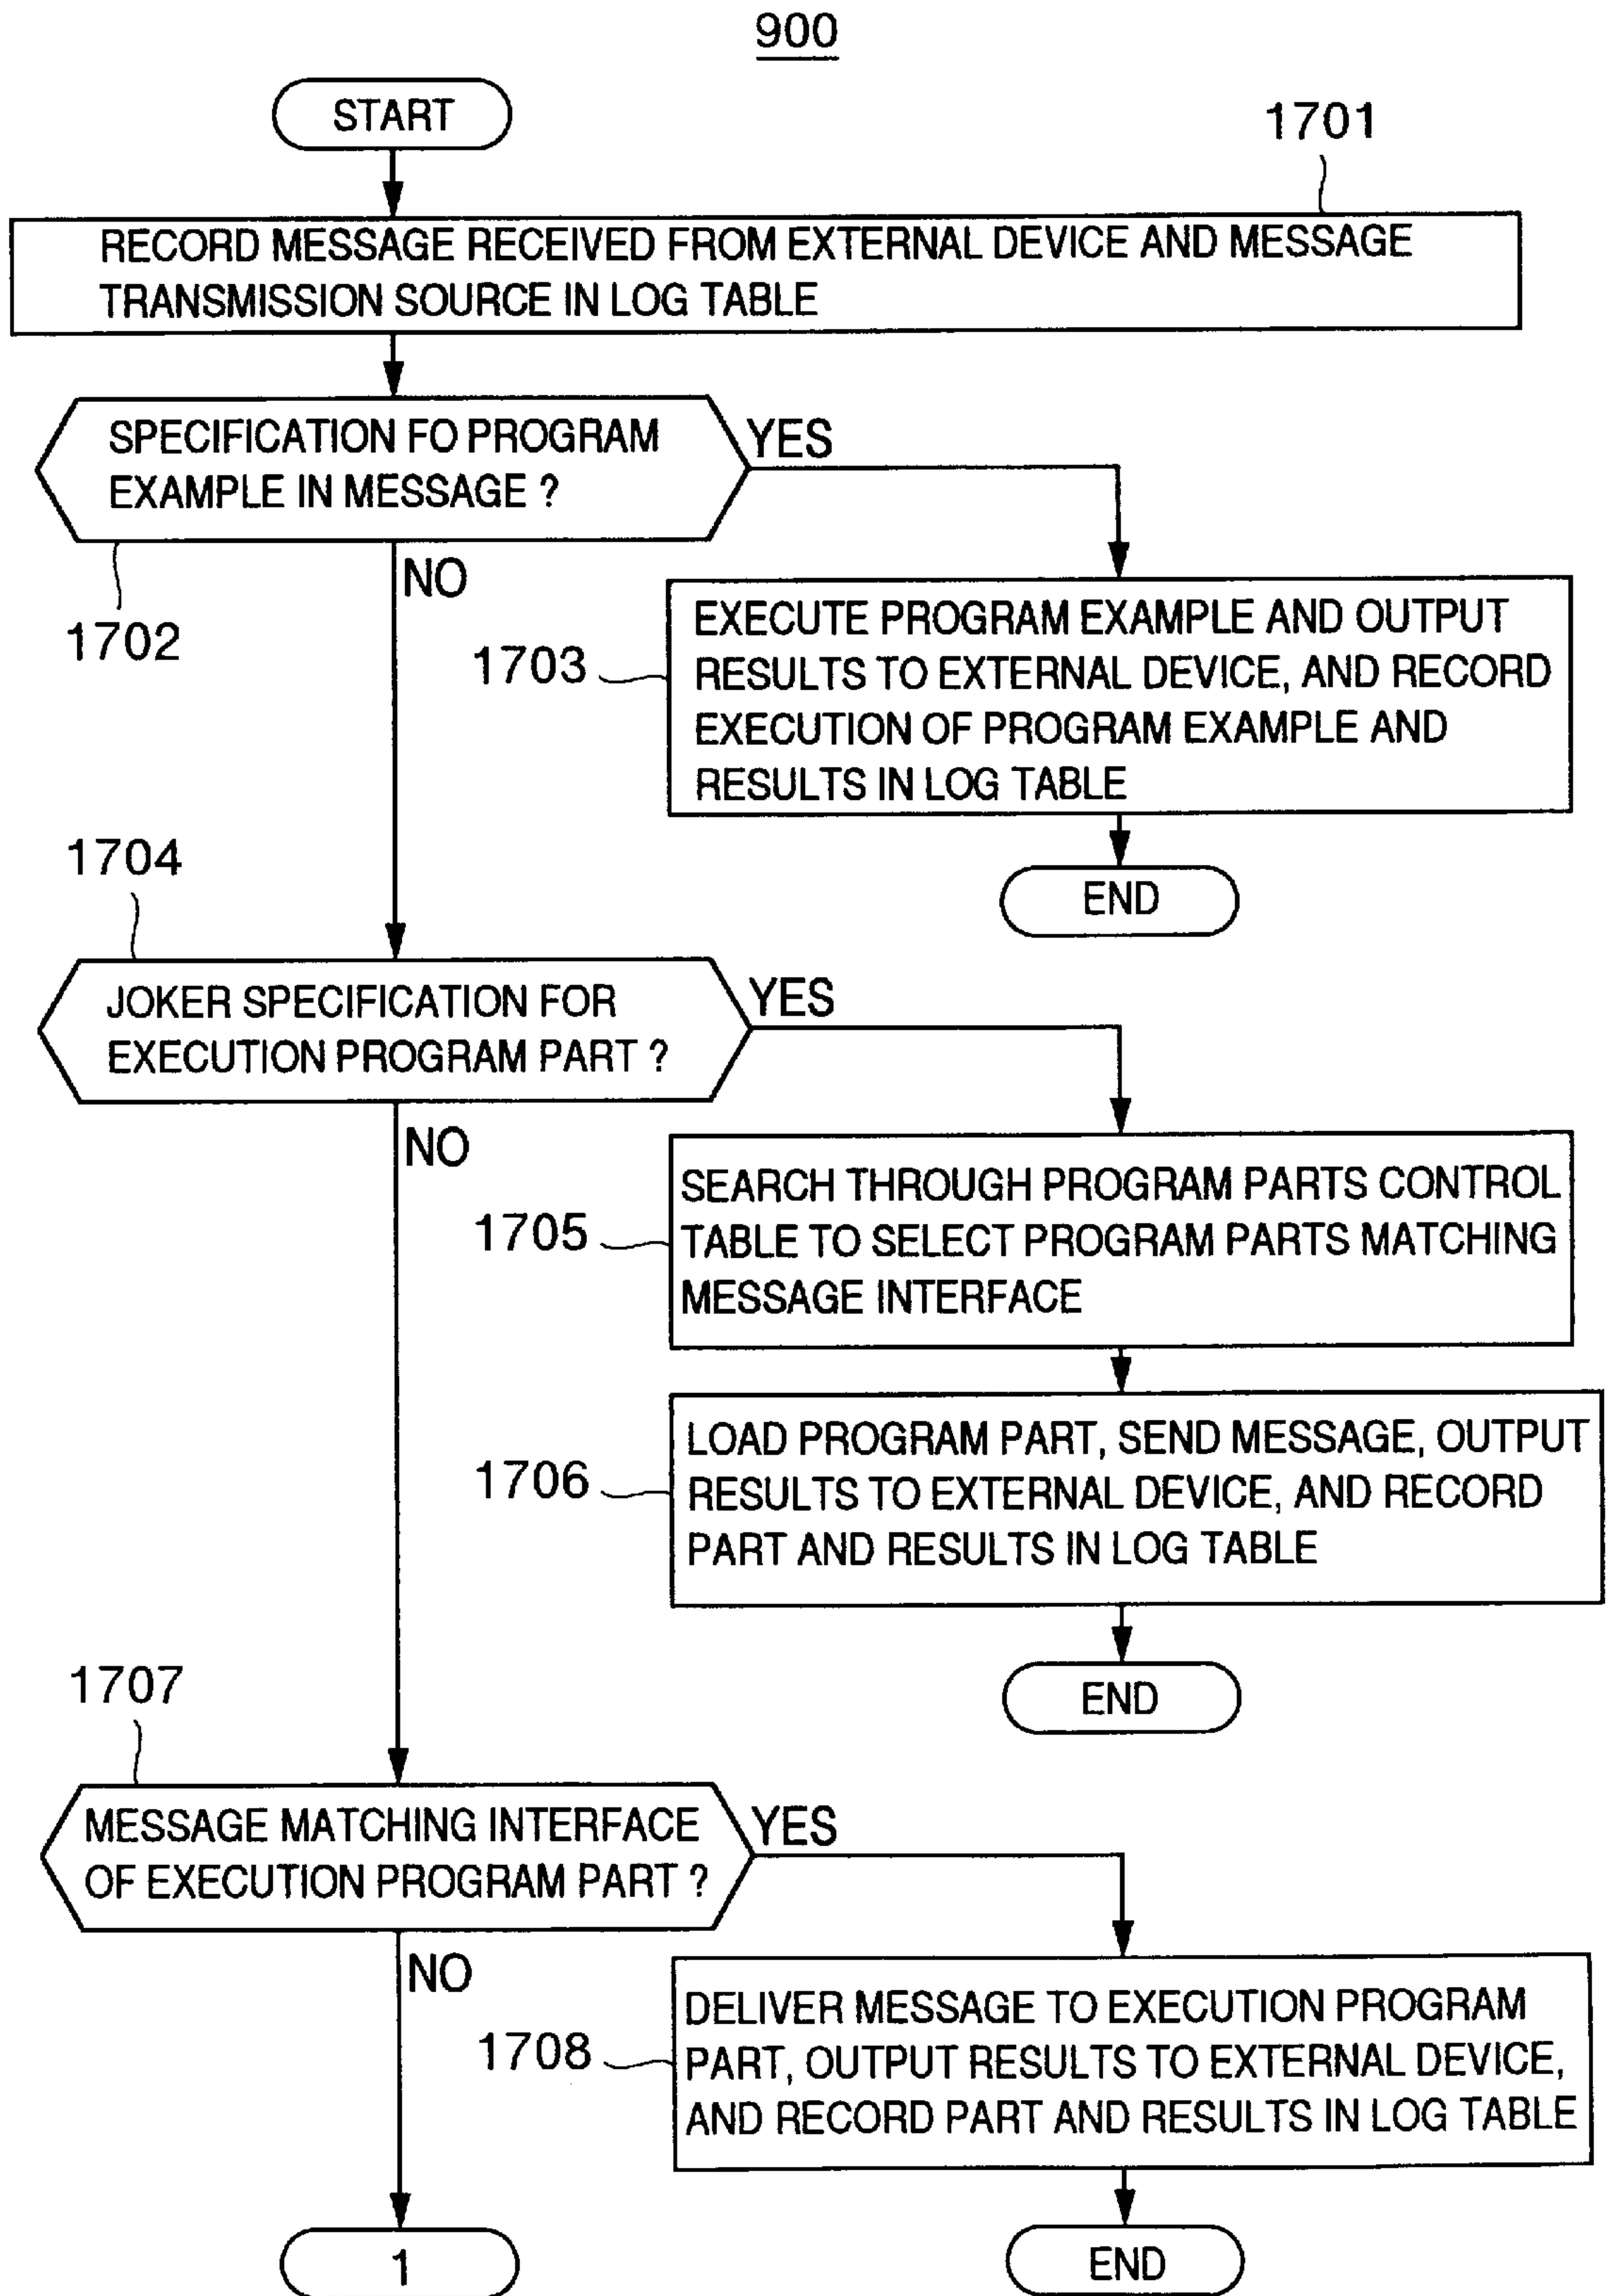 900
START
1701
RECORD MESSAGE RECEIVED FROM EXTERNAL DEVICE AND MESSAGE
TRANSMISSION SOURCE IN LOG TABLE
SPECIFICATION FO PROGRAM
EXAMPLE IN MESSAGE ?
YES
NO
1702
1703
EXECUTE PROGRAM EXAMPLE AND OUTPUT
RESULTS TO EXTERNAL DEVICE, AND RECORD
EXECUTION OF PROGRAM EXAMPLE AND
RESULTS IN LOG TABLE
END
1704
JOKER SPECIFICATION FOR
EXECUTION PROGRAM PART ?
YES
NO
1705
SEARCH THROUGH PROGRAM PARTS CONTROL
TABLE TO SELECT PROGRAM PARTS MATCHING
MESSAGE INTERFACE
1706
LOAD PROGRAM PART, SEND MESSAGE, OUTPUT
RESULTS TO EXTERNAL DEVICE, AND RECORD
PART AND RESULTS IN LOG TABLE
END
1707
MESSAGE MATCHING INTERFACE
OF EXECUTION PROGRAM PART ?
YES
NO
1708
DELIVER MESSAGE TO EXECUTION PROGRAM
PART, OUTPUT RESULTS TO EXTERNAL DEVICE,
AND RECORD PART AND RESULTS IN LOG TABLE
1
END